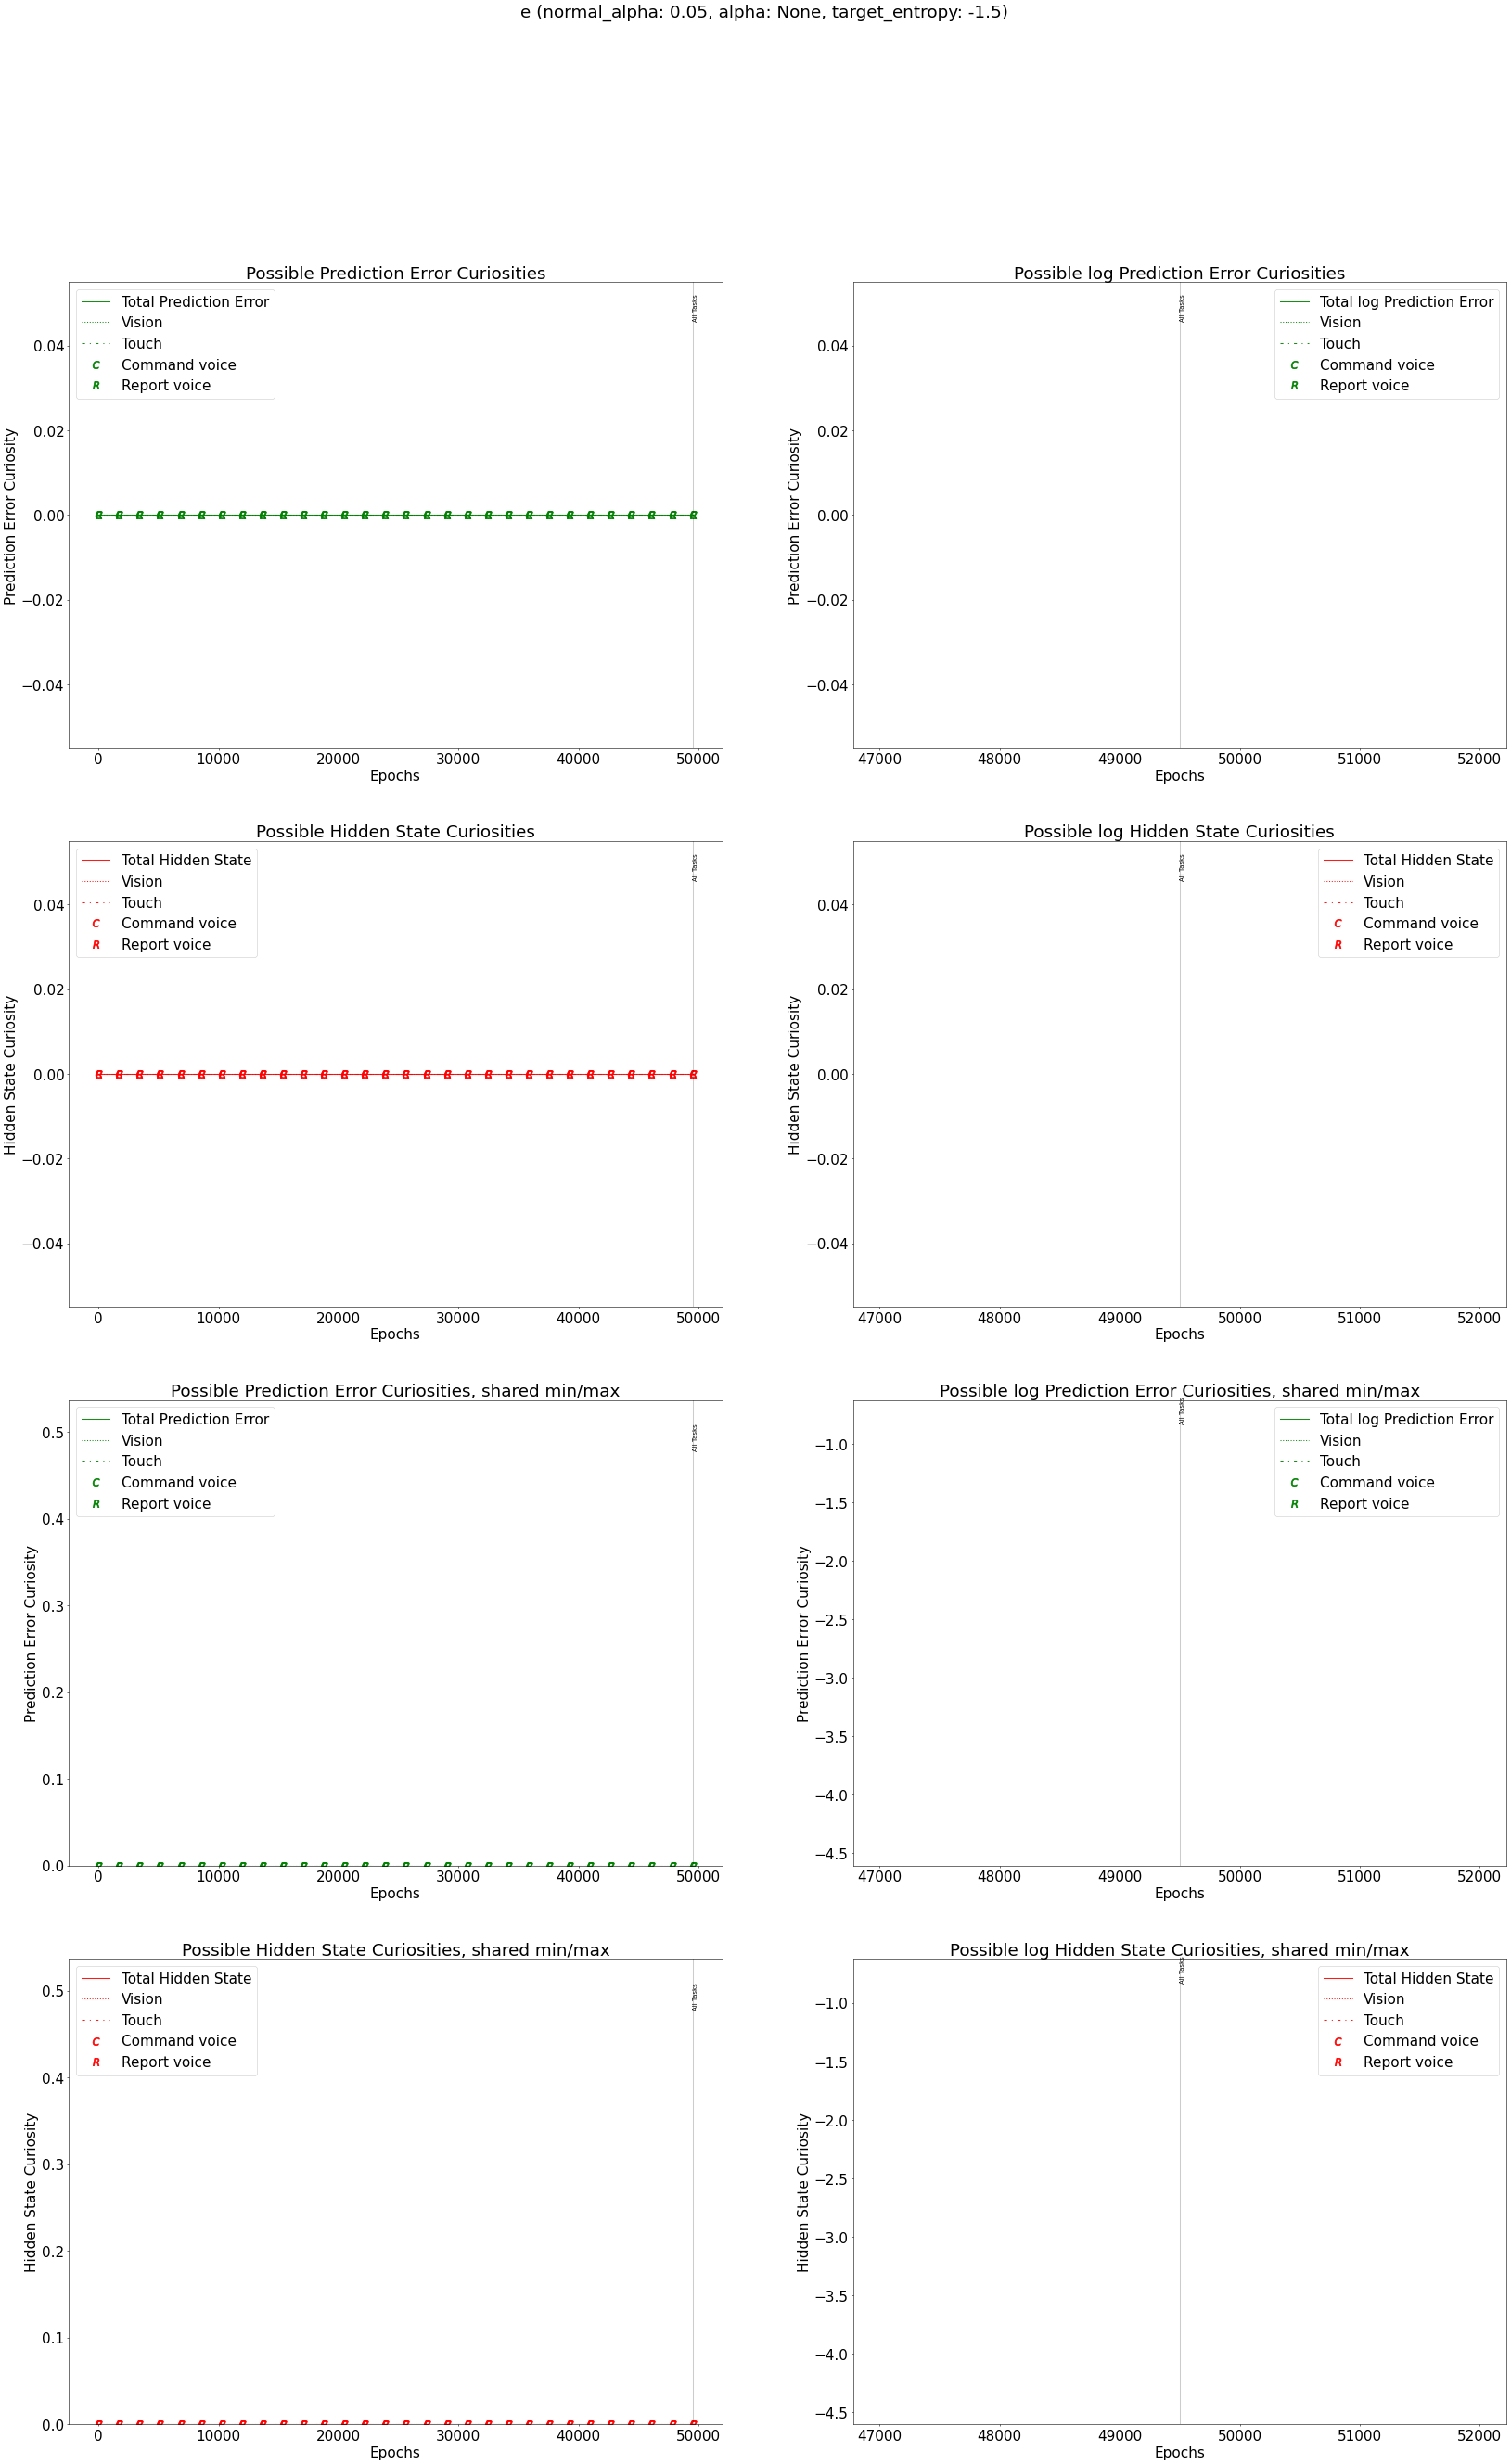 e (normal_alpha: 0.05, alpha: None, target_entropy: -1.5)
Possible Prediction Error Curiosities
Total Prediction Error
Vision
Touch
C Command voice
R Report voice
All Tasks
0.04
0.02
0.00
−0.02
−0.04
Prediction Error Curiosity
0 10000 20000 30000 40000 50000
Epochs
Possible log Prediction Error Curiosities
Total log Prediction Error
Vision
Touch
C Command voice
R Report voice
All Tasks
0.04
0.02
0.00
−0.02
−0.04
Prediction Error Curiosity
47000 48000 49000 50000 51000 52000
Epochs
Possible Hidden State Curiosities
Total Hidden State
Vision
Touch
C Command voice
R Report voice
All Tasks
0.04
0.02
0.00
−0.02
−0.04
Hidden State Curiosity
0 10000 20000 30000 40000 50000
Epochs
Possible log Hidden State Curiosities
Total Hidden State
Vision
Touch
C Command voice
R Report voice
All Tasks
0.04
0.02
0.00
−0.02
−0.04
Hidden State Curiosity
47000 48000 49000 50000 51000 52000
Epochs
Possible Prediction Error Curiosities, shared min/max
Total Prediction Error
Vision
Touch
C Command voice
R Report voice
All Tasks
0.5
0.4
0.3
0.2
0.1
0.0
Prediction Error Curiosity
0 10000 20000 30000 40000 50000
Epochs
Possible log Prediction Error Curiosities, shared min/max
Total log Prediction Error
Vision
Touch
C Command voice
R Report voice
All Tasks
−1.0
−1.5
−2.0
−2.5
−3.0
−3.5
−4.0
−4.5
Prediction Error Curiosity
47000 48000 49000 50000 51000 52000
Epochs
Possible Hidden State Curiosities, shared min/max
Total Hidden State
Vision
Touch
C Command voice
R Report voice
All Tasks
0.5
0.4
0.3
0.2
0.1
0.0
Hidden State Curiosity
0 10000 20000 30000 40000 50000
Epochs
Possible log Hidden State Curiosities, shared min/max
Total Hidden State
Vision
Touch
C Command voice
R Report voice
All Tasks
−1.0
−1.5
−2.0
−2.5
−3.0
−3.5
−4.0
−4.5
Hidden State Curiosity
47000 48000 49000 50000 51000 52000
Epochs